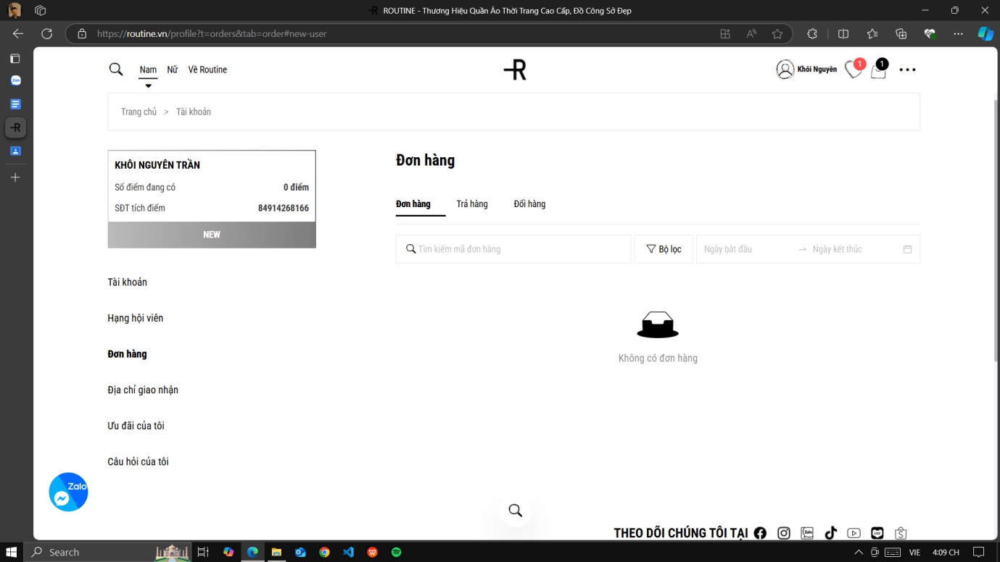 ROUTINE - Thương Hiệu Quần Áo Thời Trang Cao Cấp, Đồ Công Sở Đẹp
https://routine.vn/profile?t=orders&tab=order#new-user
Nam Nữ Về Routine
R
Khôi Nguyên 1 1
Trang chủ > Tài khoản
KHÔI NGUYÊN TRẦN
Số điểm đang có 0 điểm
SĐT tích điểm 84914268166
NEW
Tài khoản
Hạng hội viên
Đơn hàng
Địa chỉ giao nhận
Ưu đãi của tôi
Câu hỏi của tôi
Đơn hàng
Đơn hàng Trả hàng Đổi hàng
Tìm kiếm mã đơn hàng Bộ lọc Ngày bắt đầu Ngày kết thúc
Không có đơn hàng
Zalo
THEO DÕI CHÚNG TÔI TẠI
Search VIE 4:09 CH